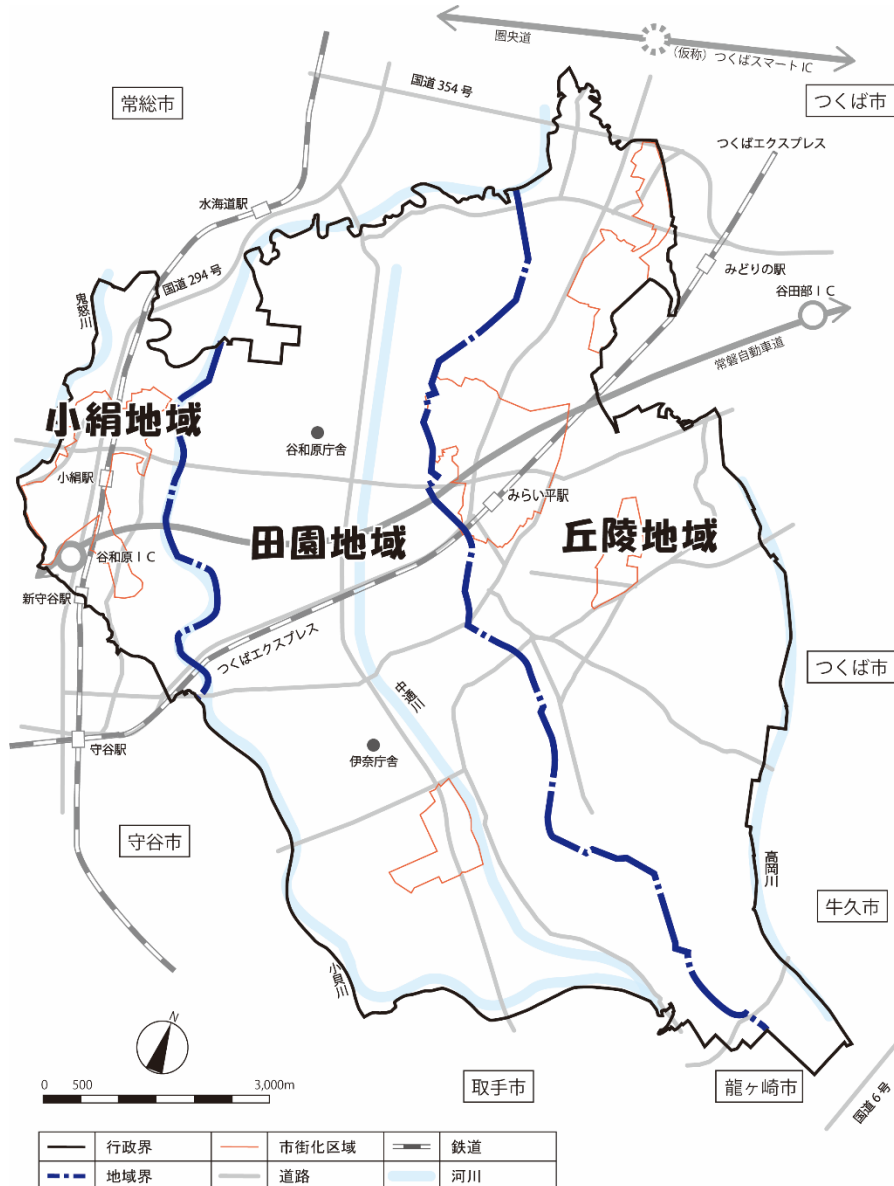 圏央道
(仮称)つくばスマートIC
常総市
国道354号
つくば市
つくばエクスプレス
水海道駅
みどりの駅
国道294号
鬼怒川
谷田部IC
常磐自動車道
小絹地域
谷和原庁舎
小絹駅
みらい平駅
田園地域
丘陵地域
谷和原IC
新守谷駅
つくばエクスプレス
つくば市
中通川
守谷駅
伊奈庁舎
守谷市
高岡川
牛久市
小貝川
N
0 500 3,000m
取手市
龍ヶ崎市
国道6号
行政界 市街化区域 鉄道
地域界 道路 河川